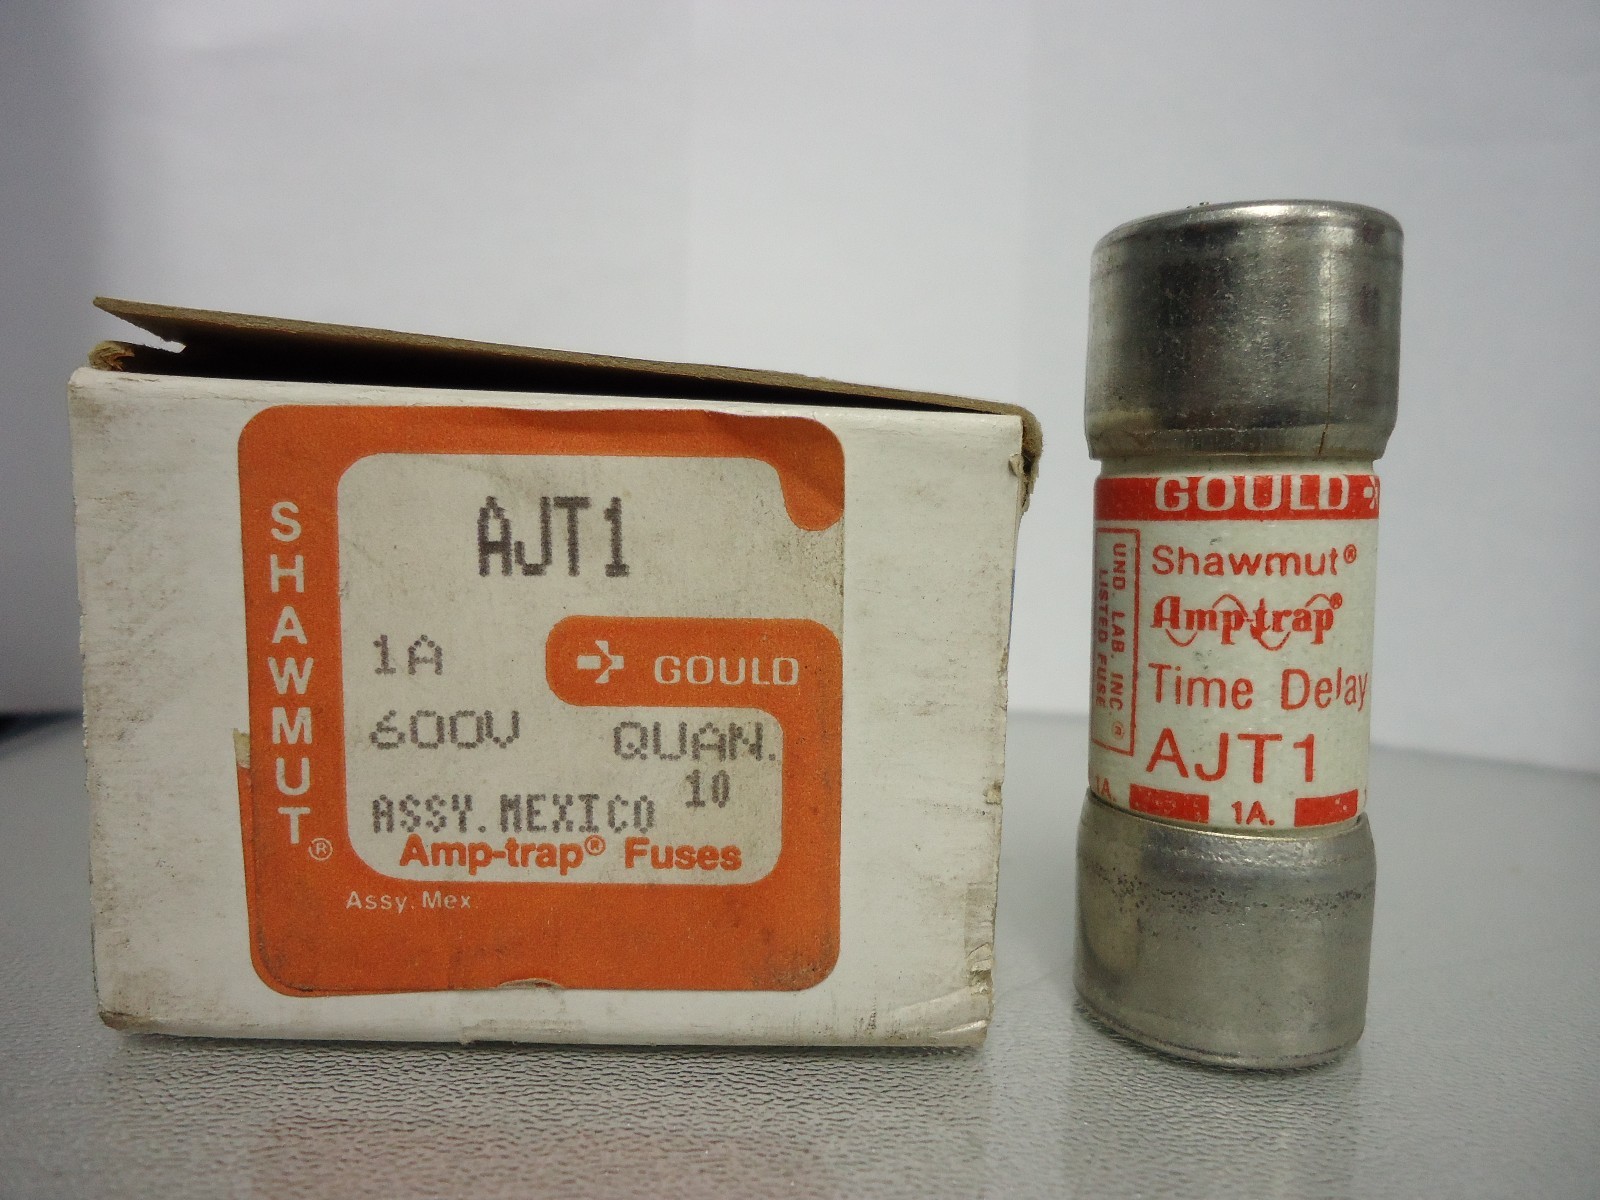 SHAWMUT®
AJT1
1A
GOULD
600V
QUAN.
10
ASSY. MEXICO
Amp-trap® Fuses
Assy. Mex.
GOULD
UND. LAB. INC®
LISTED FUSE
Shawmut®
Amp-trap®
Time Delay
AJT1
1A.
1A.